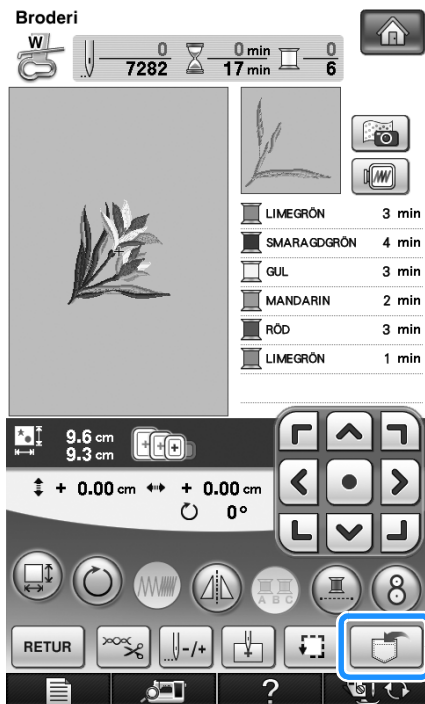 Broderi
W
0 0 min 0
7282 17 min 6
LIMEGRÖN 3 min
SMARAGDGRÖN 4 min
GUL 3 min
MANDARIN 2 min
RÖD 3 min
LIMEGRÖN 1 min
9.6 cm
9.3 cm
+ 0.00 cm + 0.00 cm
0°
A B C
8
RETUR -/+
?